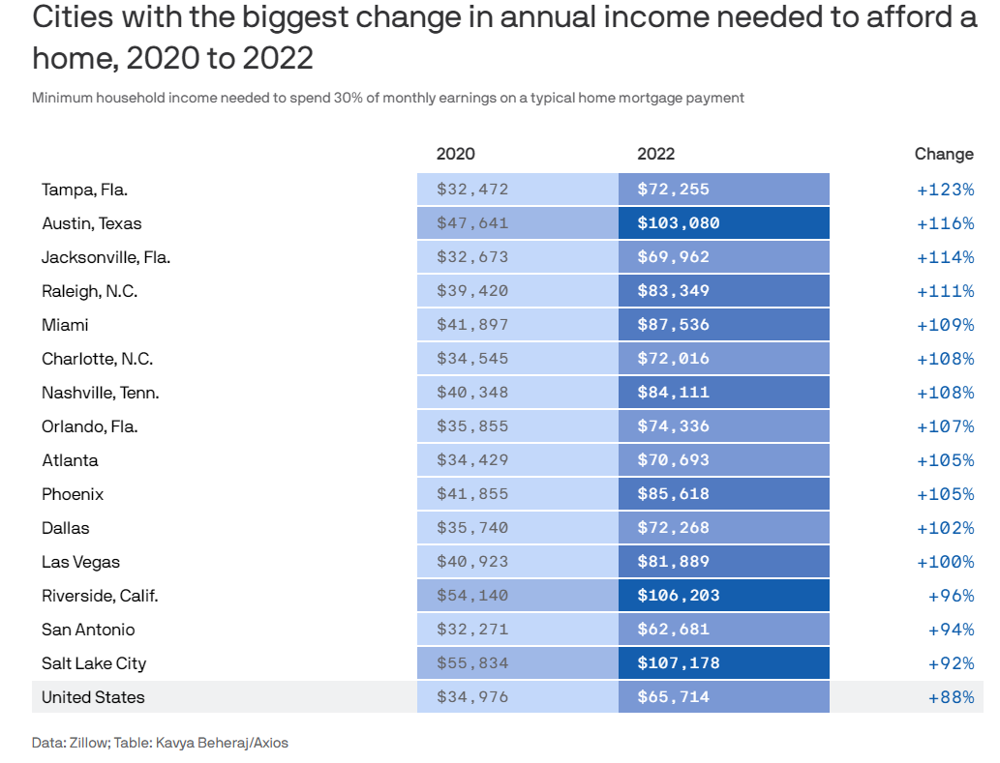 Cities with the biggest change in annual income needed to afford a
home, 2020 to 2022
Minimum household income needed to spend 30% of monthly earnings on a typical home mortgage payment
2020 2022 Change
Tampa, Fla. $32,472 $72,255 +123%
Austin, Texas $47,641 $103,080 +116%
Jacksonville, Fla. $32,673 $69,962 +114%
Raleigh, N.C. $39,420 $83,349 +111%
Miami $41,897 $87,536 +109%
Charlotte, N.C. $34,545 $72,016 +108%
Nashville, Tenn. $40,348 $84,111 +108%
Orlando, Fla. $35,855 $74,336 +107%
Atlanta $34,429 $70,693 +105%
Phoenix $41,855 $85,618 +105%
Dallas $35,740 $72,268 +102%
Las Vegas $40,923 $81,889 +100%
Riverside, Calif. $54,140 $106,203 +96%
San Antonio $32,271 $62,681 +94%
Salt Lake City $55,834 $107,178 +92%
United States $34,976 $65,714 +88%
Data: Zillow; Table: Kavya Beheraj/Axios